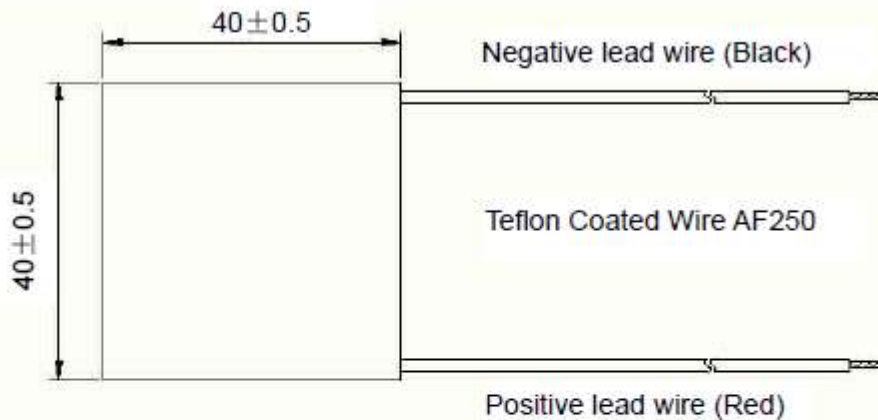 40±0.5
Negative lead wire (Black)
40±0.5
Teflon Coated Wire AF250
Positive lead wire (Red)